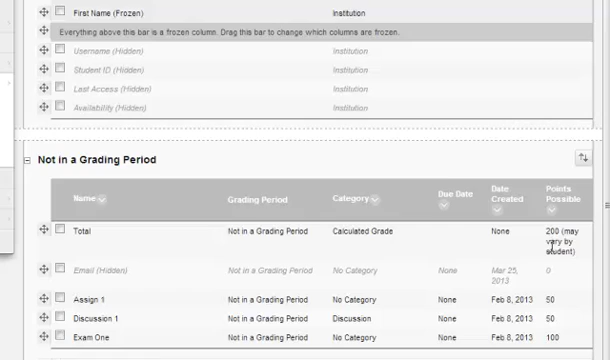 First Name (Frozen) Institution
Everything above this bar is a frozen column. Drag this bar to change which columns are frozen.
Username (Hidden) Institution
Student ID (Hidden) Institution
Last Access (Hidden) Institution
Availability (Hidden) Institution
Not in a Grading Period
Name Grading Period Category Due Date Date Created Points Possible
Total Not in a Grading Period Calculated Grade None 200 (may vary by student)
Email (Hidden) Not in a Grading Period No Category None Mar 25, 2013 0
Assign 1 Not in a Grading Period No Category None Feb 8, 2013 50
Discussion 1 Not in a Grading Period Discussion None Feb 8, 2013 50
Exam One Not in a Grading Period No Category None Feb 8, 2013 100